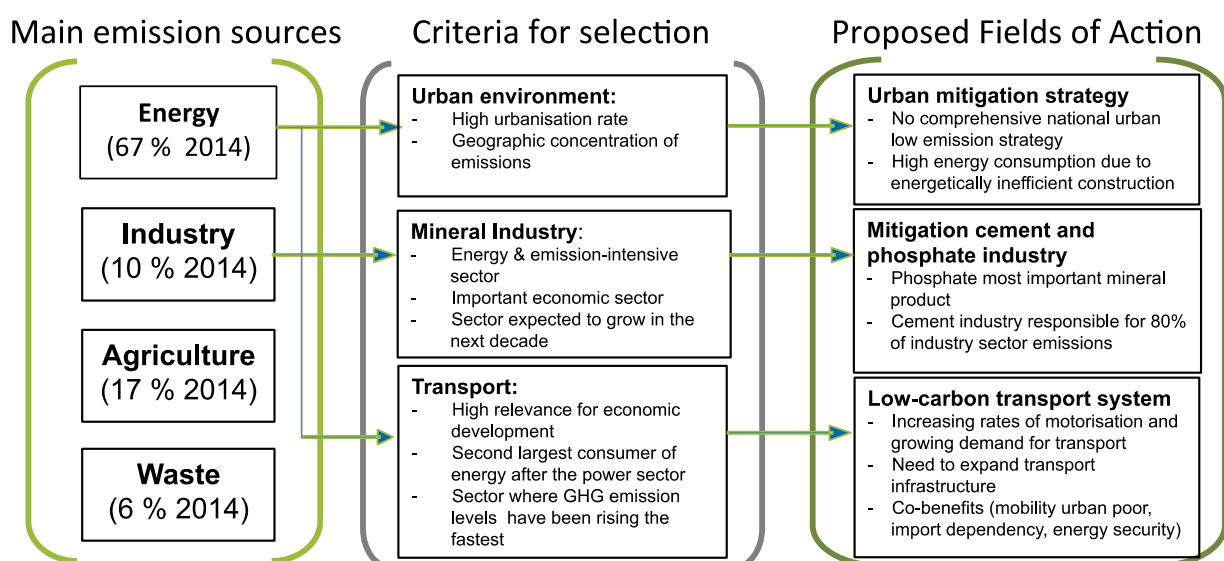 Main emission sources
Energy
(67 % 2014)
Industry
(10 % 2014)
Agriculture
(17 % 2014)
Waste
(6 % 2014)
Criteria for selection
Urban environment:
- High urbanisation rate
- Geographic concentration of
emissions
Mineral Industry:
- Energy & emission-intensive
sector
- Important economic sector
- Sector expected to grow in the
next decade
Transport:
- High relevance for economic
development
- Second largest consumer of
energy after the power sector
- Sector where GHG emission
levels have been rising the
fastest
Proposed Fields of Action
Urban mitigation strategy
- No comprehensive national urban
low emission strategy
- High energy consumption due to
energetically inefficient construction
Mitigation cement and
phosphate industry
- Phosphate most important mineral
product
- Cement industry responsible for 80%
of industry sector emissions
Low-carbon transport system
- Increasing rates of motorisation and
growing demand for transport
- Need to expand transport
infrastructure
- Co-benefits (mobility urban poor,
import dependency, energy security)